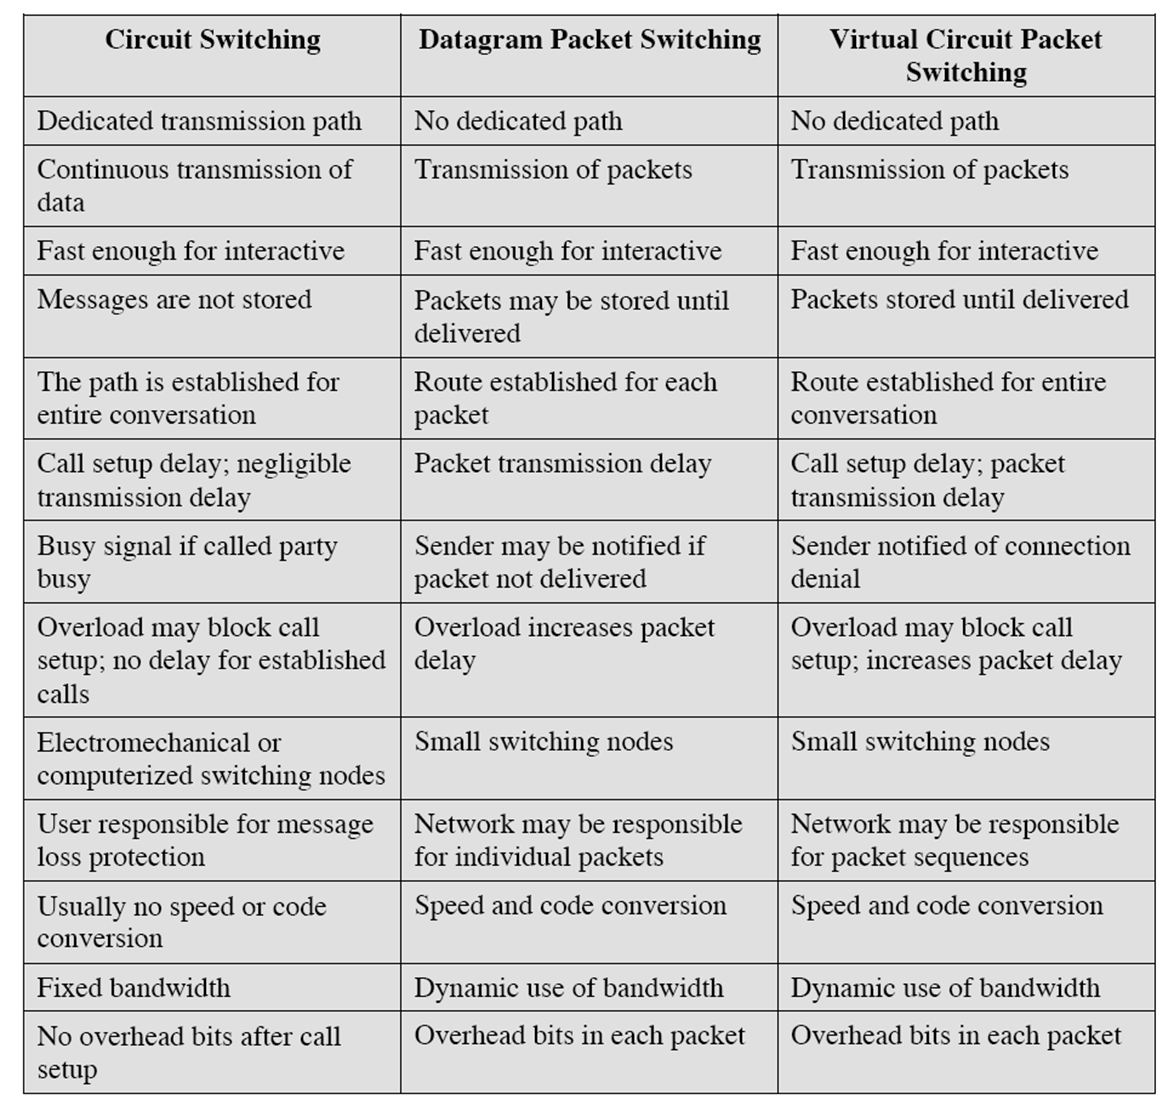 Circuit Switching
Datagram Packet Switching
Virtual Circuit Packet
Switching
Dedicated transmission path
No dedicated path
No dedicated path
Continuous transmission of
data
Transmission of packets
Transmission of packets
Fast enough for interactive
Fast enough for interactive
Fast enough for interactive
Messages are not stored
Packets may be stored until
delivered
Packets stored until delivered
The path is established for
entire conversation
Route established for each
packet
Route established for entire
conversation
Call setup delay; negligible
transmission delay
Packet transmission delay
Call setup delay; packet
transmission delay
Busy signal if called party
busy
Sender may be notified if
packet not delivered
Sender notified of connection
denial
Overload may block call
setup; no delay for established
calls
Overload increases packet
delay
Overload may block call
setup; increases packet delay
Electromechanical or
computerized switching nodes
Small switching nodes
Small switching nodes
User responsible for message
loss protection
Network may be responsible
for individual packets
Network may be responsible
for packet sequences
Usually no speed or code
conversion
Speed and code conversion
Speed and code conversion
Fixed bandwidth
Dynamic use of bandwidth
Dynamic use of bandwidth
No overhead bits after call
setup
Overhead bits in each packet
Overhead bits in each packet